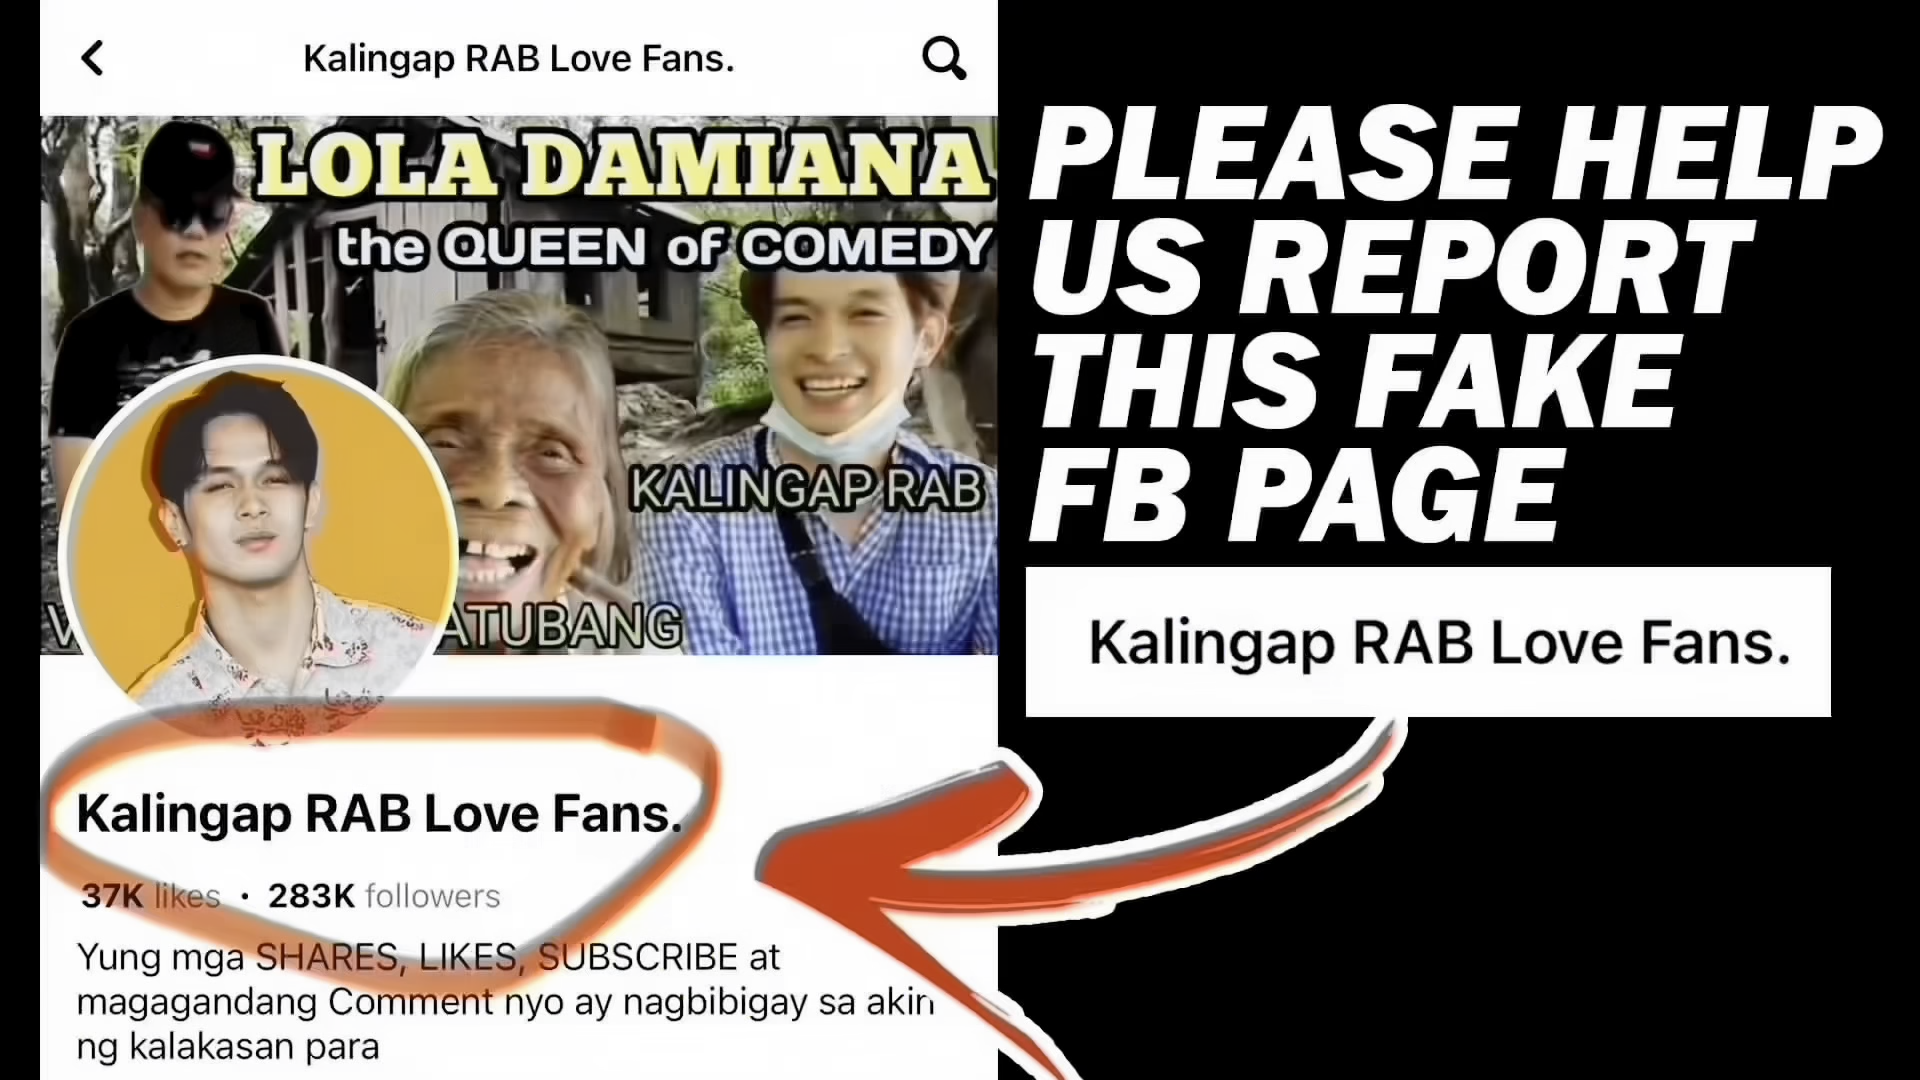 Kalingap RAB Love Fans.
LOLA DAMIANA
the QUEEN of COMEDY
KALINGAP RAB
ATUBANG
Kalingap RAB Love Fans.
37K likes · 283K followers
Yung mga SHARES, LIKES, SUBSCRIBE at
magagandang Comment nyo ay nagbibigay sa akin
ng kalakasan para
PLEASE HELP
US REPORT
THIS FAKE
FB PAGE
Kalingap RAB Love Fans.